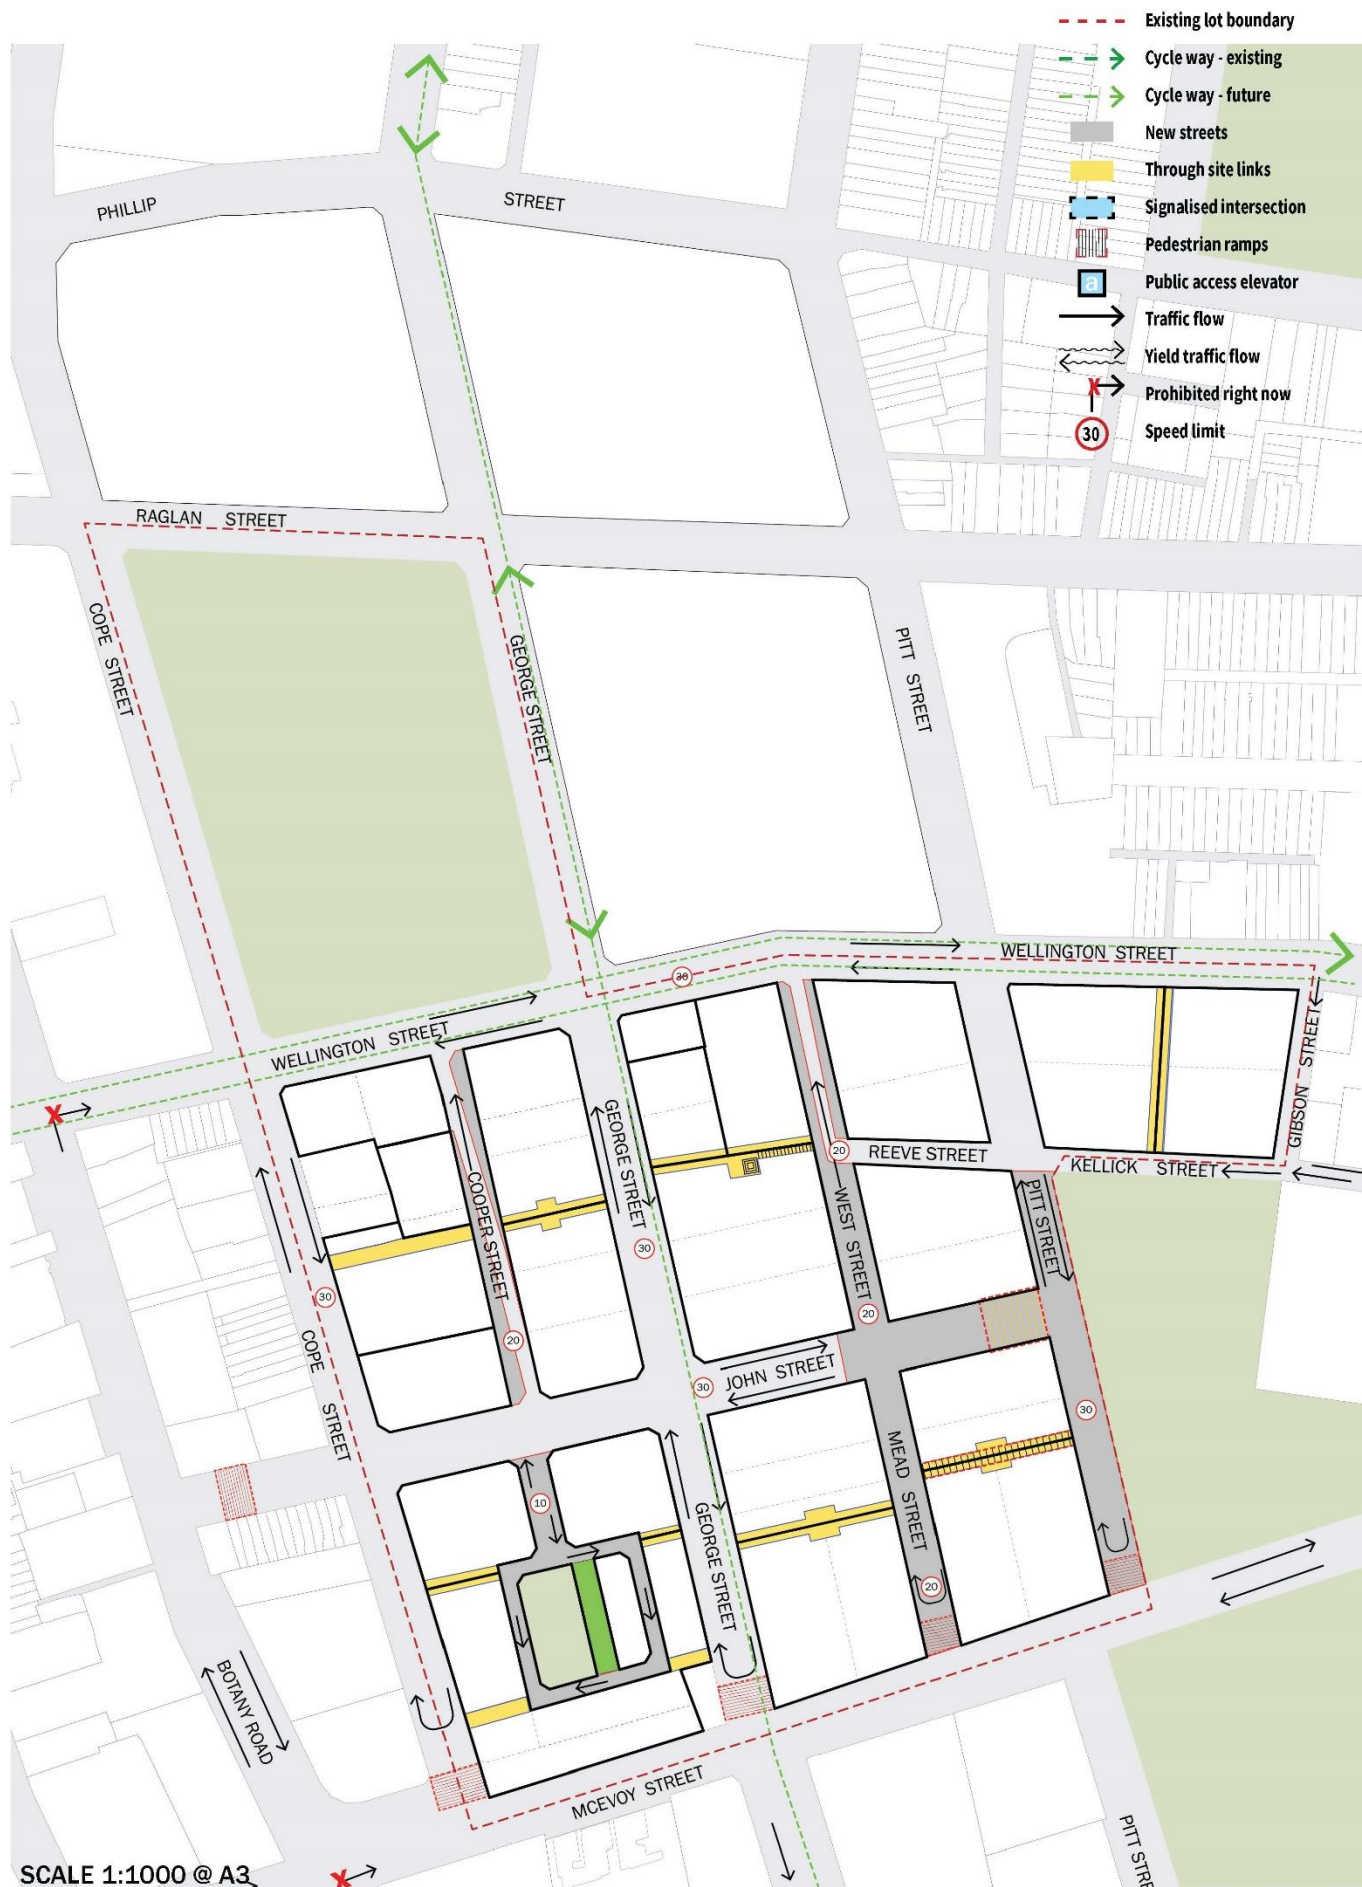 Existing lot boundary
Cycle way - existing
Cycle way - future
New streets
Through site links
Signalised intersection
Pedestrian ramps
a
Public access elevator
Traffic flow
Yield traffic flow
X
Prohibited right now
30
Speed limit
PHILLIP STREET
RAGLAN STREET
COPE STREET
GEORGE STREET
PITT STREET
WELLINGTON STREET
30
WELLINGTON STREET
GIBSON STREET
X
GEORGE STREET
COOPER STREET
20
REEVE STREET
KELLICK STREET
WEST STREET
PITT STREET
30
30
20
20
COPE STREET
JOHN STREET
30
30
MEAD STREET
10
GEORGE STREET
20
BOTANY ROAD
MCEVOY STREET
PITT STRE
SCALE 1:1000 @ A3
X